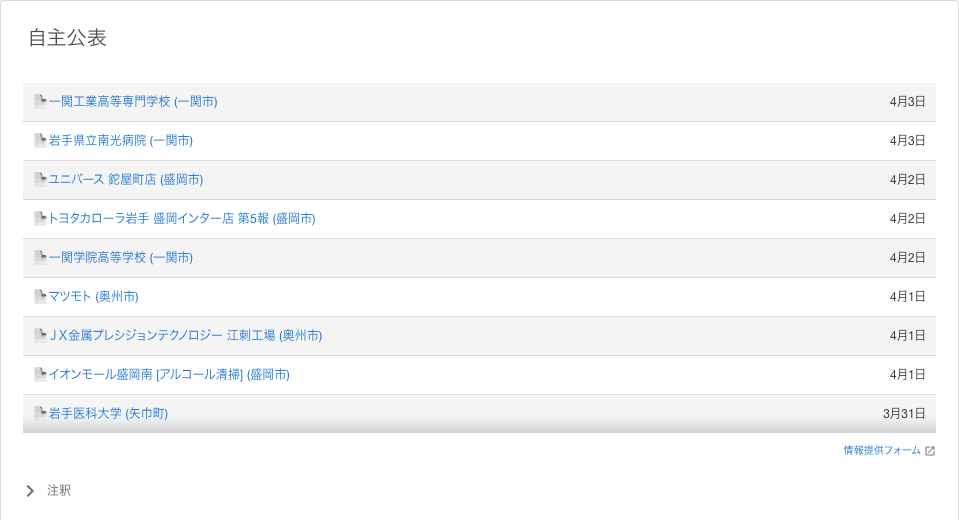 自主公表
一関工業高等専門学校 (一関市) 4月3日
岩手県立南光病院 (一関市) 4月3日
ユニバース 鉈屋町店 (盛岡市) 4月2日
トヨタカローラ岩手 盛岡インター店 第5報 (盛岡市) 4月2日
一関学院高等学校 (一関市) 4月2日
マツモト (奥州市) 4月1日
ＪＸ金属プレシジョンテクノロジー 江刺工場 (奥州市) 4月1日
イオンモール盛岡南 [アルコール清掃] (盛岡市) 4月1日
岩手医科大学 (矢巾町) 3月31日
情報提供フォーム
注釈